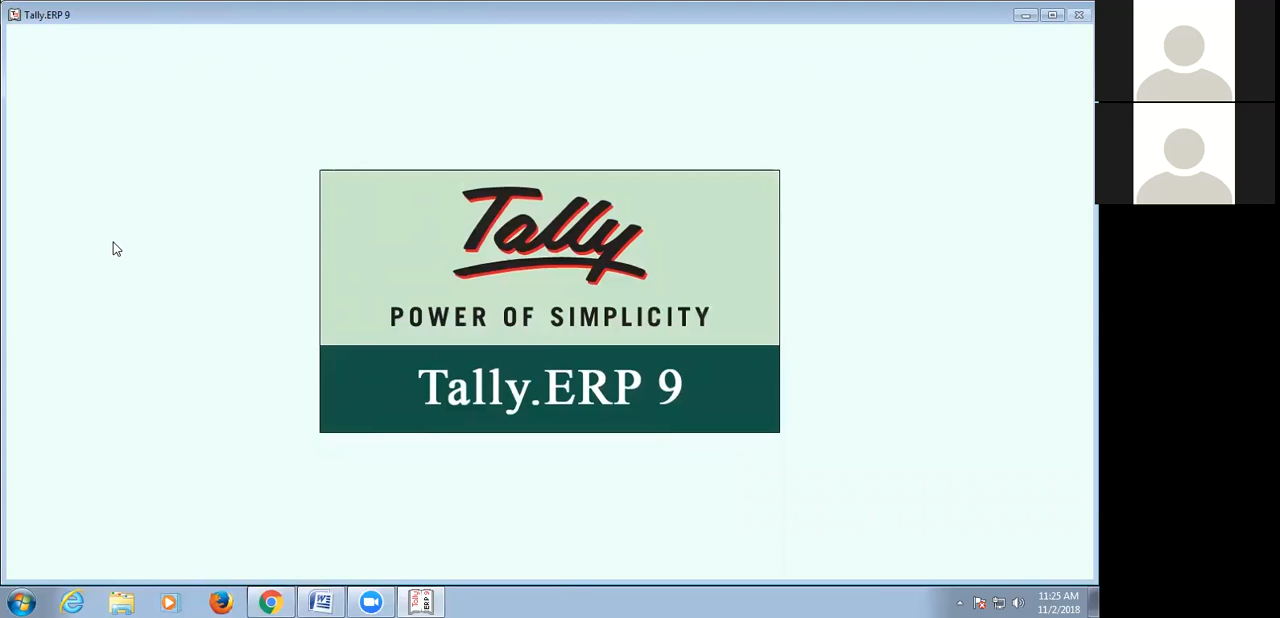 Tally.ERP 9
Tally
POWER OF SIMPLICITY
Tally.ERP 9
11:25 AM
11/2/2018